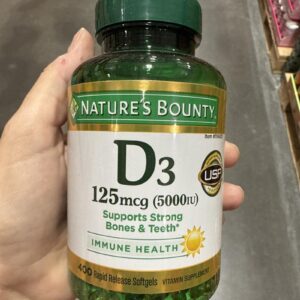 NATURE'S BOUNTY
D3
125mcg (5000IU)
Supports Strong
Bones & Teeth*
USP
IMMUNE HEALTH
400 Rapid Release Softgels
VITAMIN SUPPLEMENT